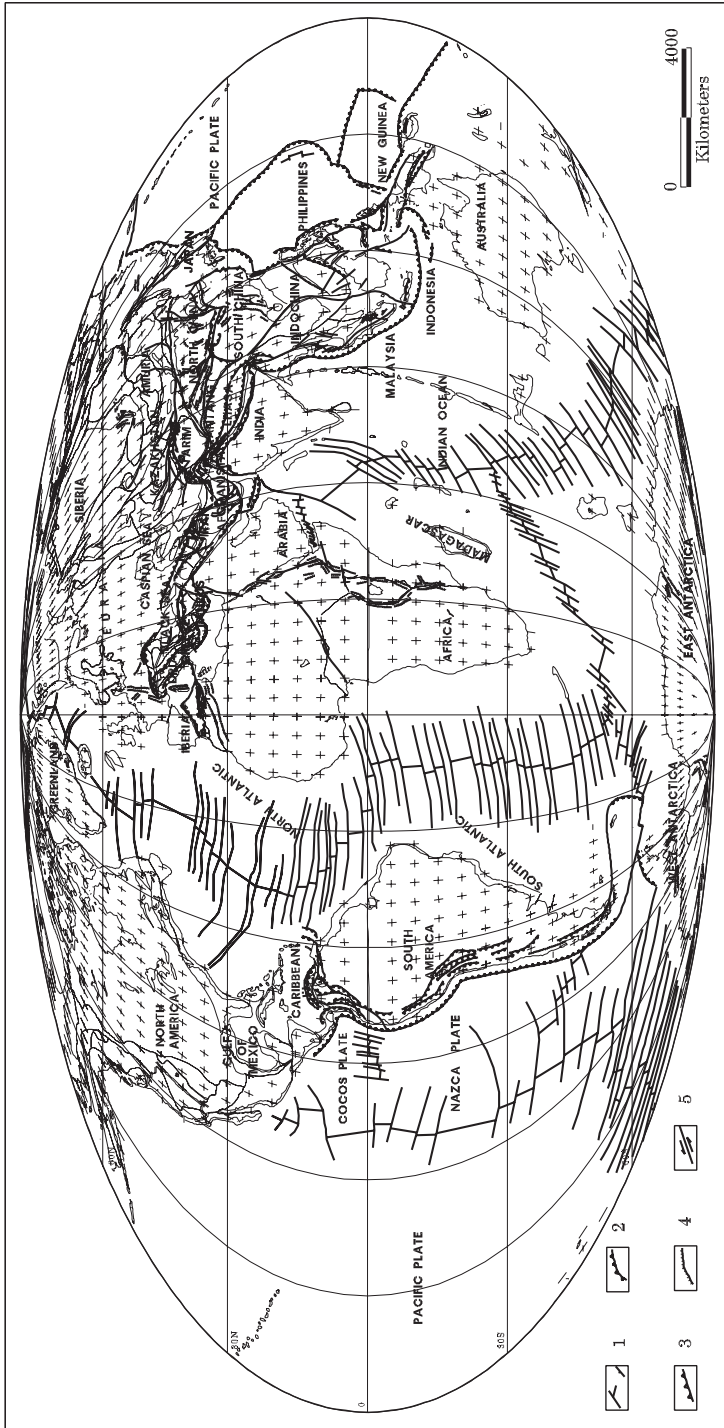 PACIFIC PLATE
JAPAN
PHILIPPINES
NEW GUINEA
AUSTRALIA
SOUTH CHINA
INDOCHINA
INDONESIA
MALAYSIA
SIBERIA
INDIA
INDIAN OCEAN
CASPIAN SEA
ARABIA
MADAGASCAR
AFRICA
EAST ANTARCTICA
GREENLAND
IBERIA
NORTH ATLANTIC
SOUTH ATLANTIC
WEST ANTARCTICA
NORTH
AMERICA
GULF
OF
MEXICO
CARIBBEAN
SOUTH
AMERICA
COCOS PLATE
NAZCA PLATE
PACIFIC PLATE
30N
0
30S
0 4000
Kilometers
1
2
3
4
5